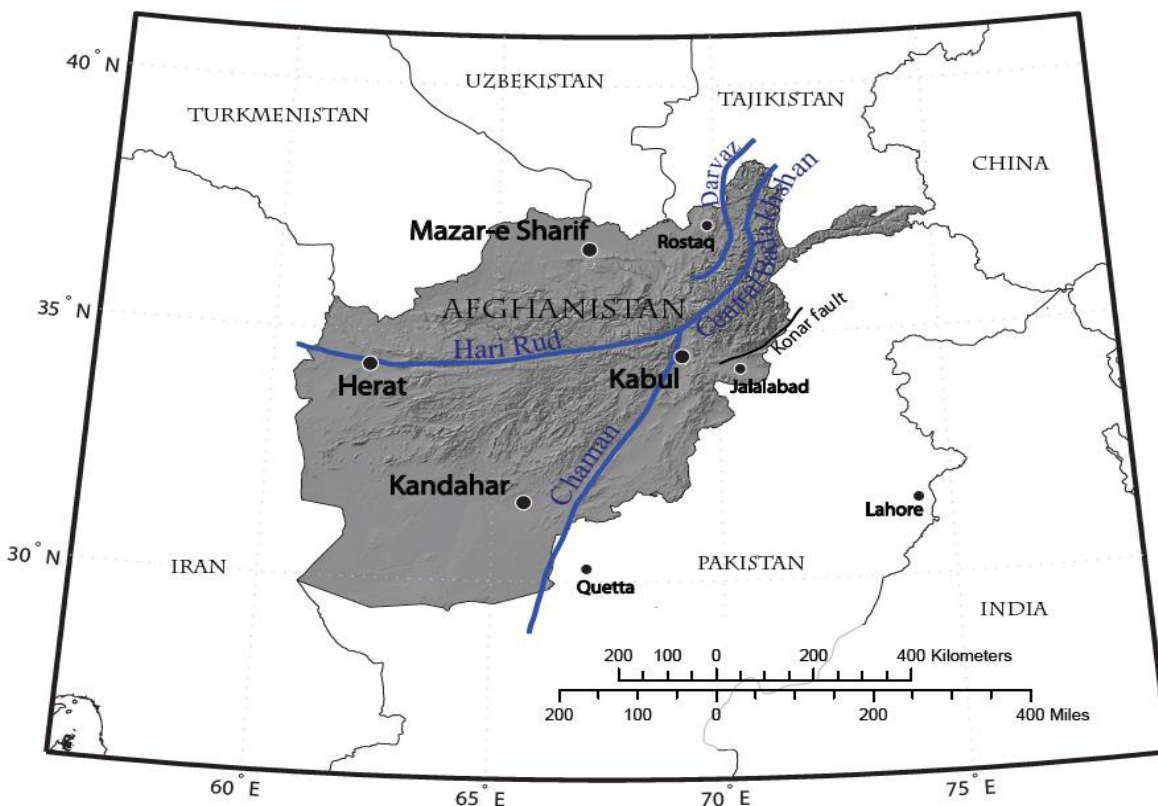 40° N
UZBEKISTAN
TAJIKISTAN
TURKMENISTAN
CHINA
Darvaz
Central Badakhshan
Mazar-e Sharif
Rostaq
35° N
AFGHANISTAN
Konar fault
Hari Rud
Herat
Kabul
Jalalabad
Chaman
Kandahar
Lahore
30° N
IRAN
PAKISTAN
Quetta
INDIA
200 100 0 200 400 Kilometers
200 100 0 200 400 Miles
60° E
65° E
70° E
75° E